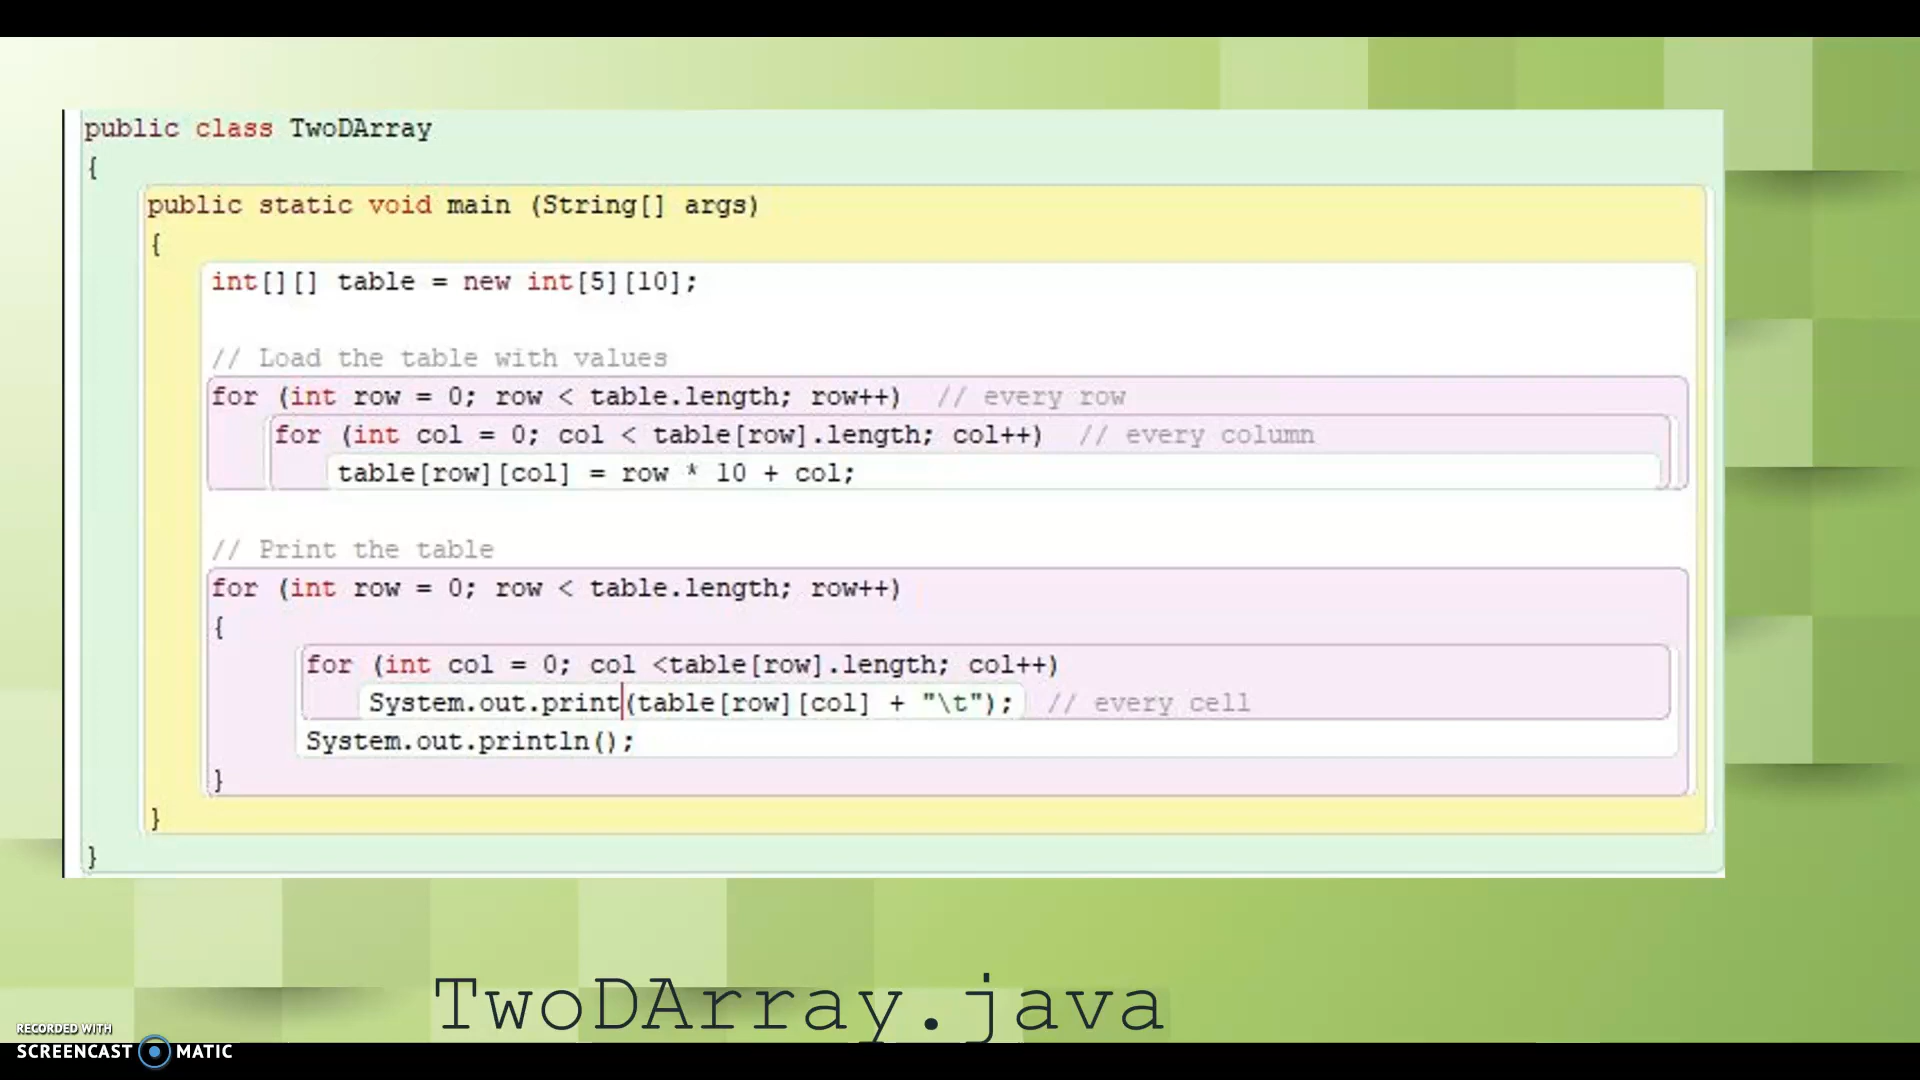 public class TwoDArray
{
public static void main (String[] args)
{
int[][] table = new int[5][10];
// Load the table with values
for (int row = 0; row < table.length; row++)  // every row
for (int col = 0; col < table[row].length; col++)  // every column
table[row][col] = row * 10 + col;
// Print the table
for (int row = 0; row < table.length; row++)
{
for (int col = 0; col <table[row].length; col++)
System.out.print(table[row][col] + "\t");  // every cell
System.out.println();
}
}
}
TwoDArray.java
RECORDED WITH
SCREENCAST MATIC